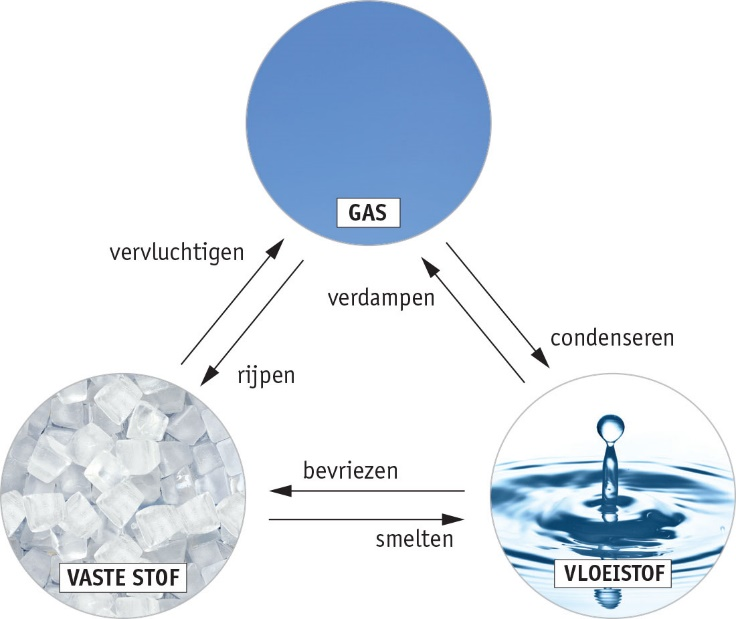 GAS
vervluchtigen
verdampen
condenseren
rijpen
bevriezen
smelten
VASTE STOF
VLOEISTOF